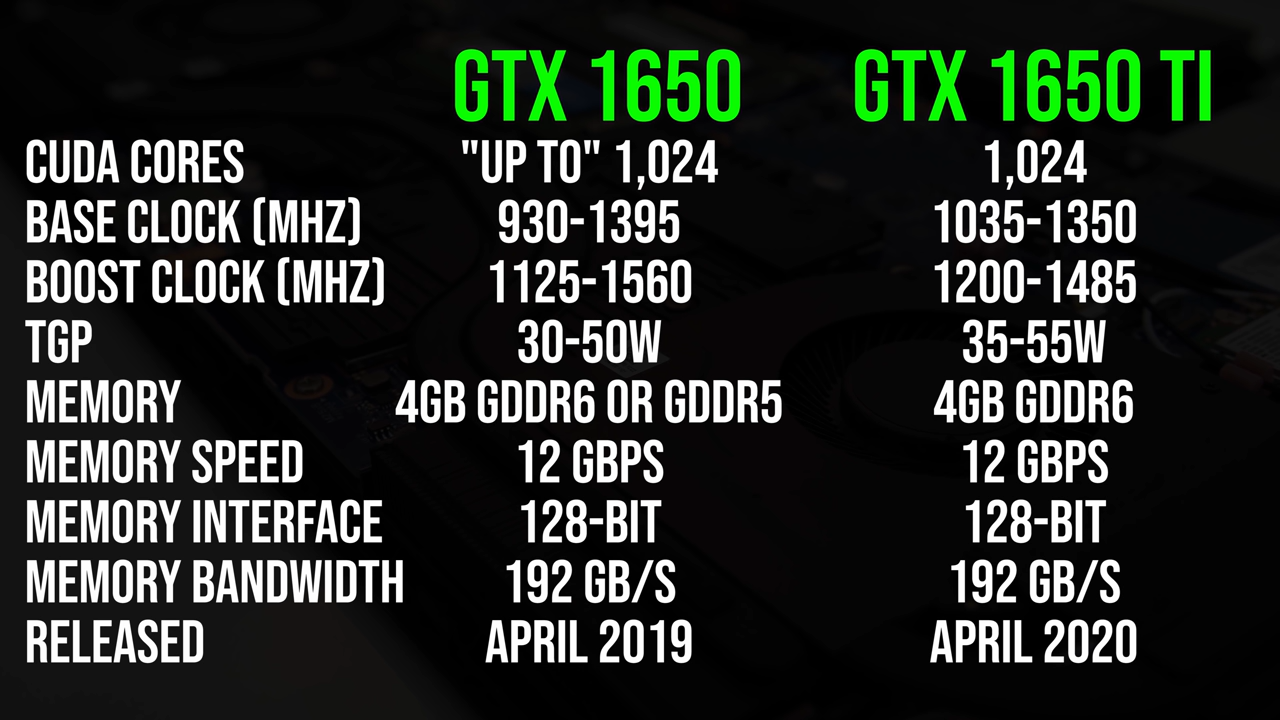 GTX 1650 GTX 1650 TI
CUDA CORES "UP TO" 1,024 1,024
BASE CLOCK (MHZ) 930-1395 1035-1350
BOOST CLOCK (MHZ) 1125-1560 1200-1485
TGP 30-50W 35-55W
MEMORY 4GB GDDR6 OR GDDR5 4GB GDDR6
MEMORY SPEED 12 GBPS 12 GBPS
MEMORY INTERFACE 128-BIT 128-BIT
MEMORY BANDWIDTH 192 GB/S 192 GB/S
RELEASED APRIL 2019 APRIL 2020